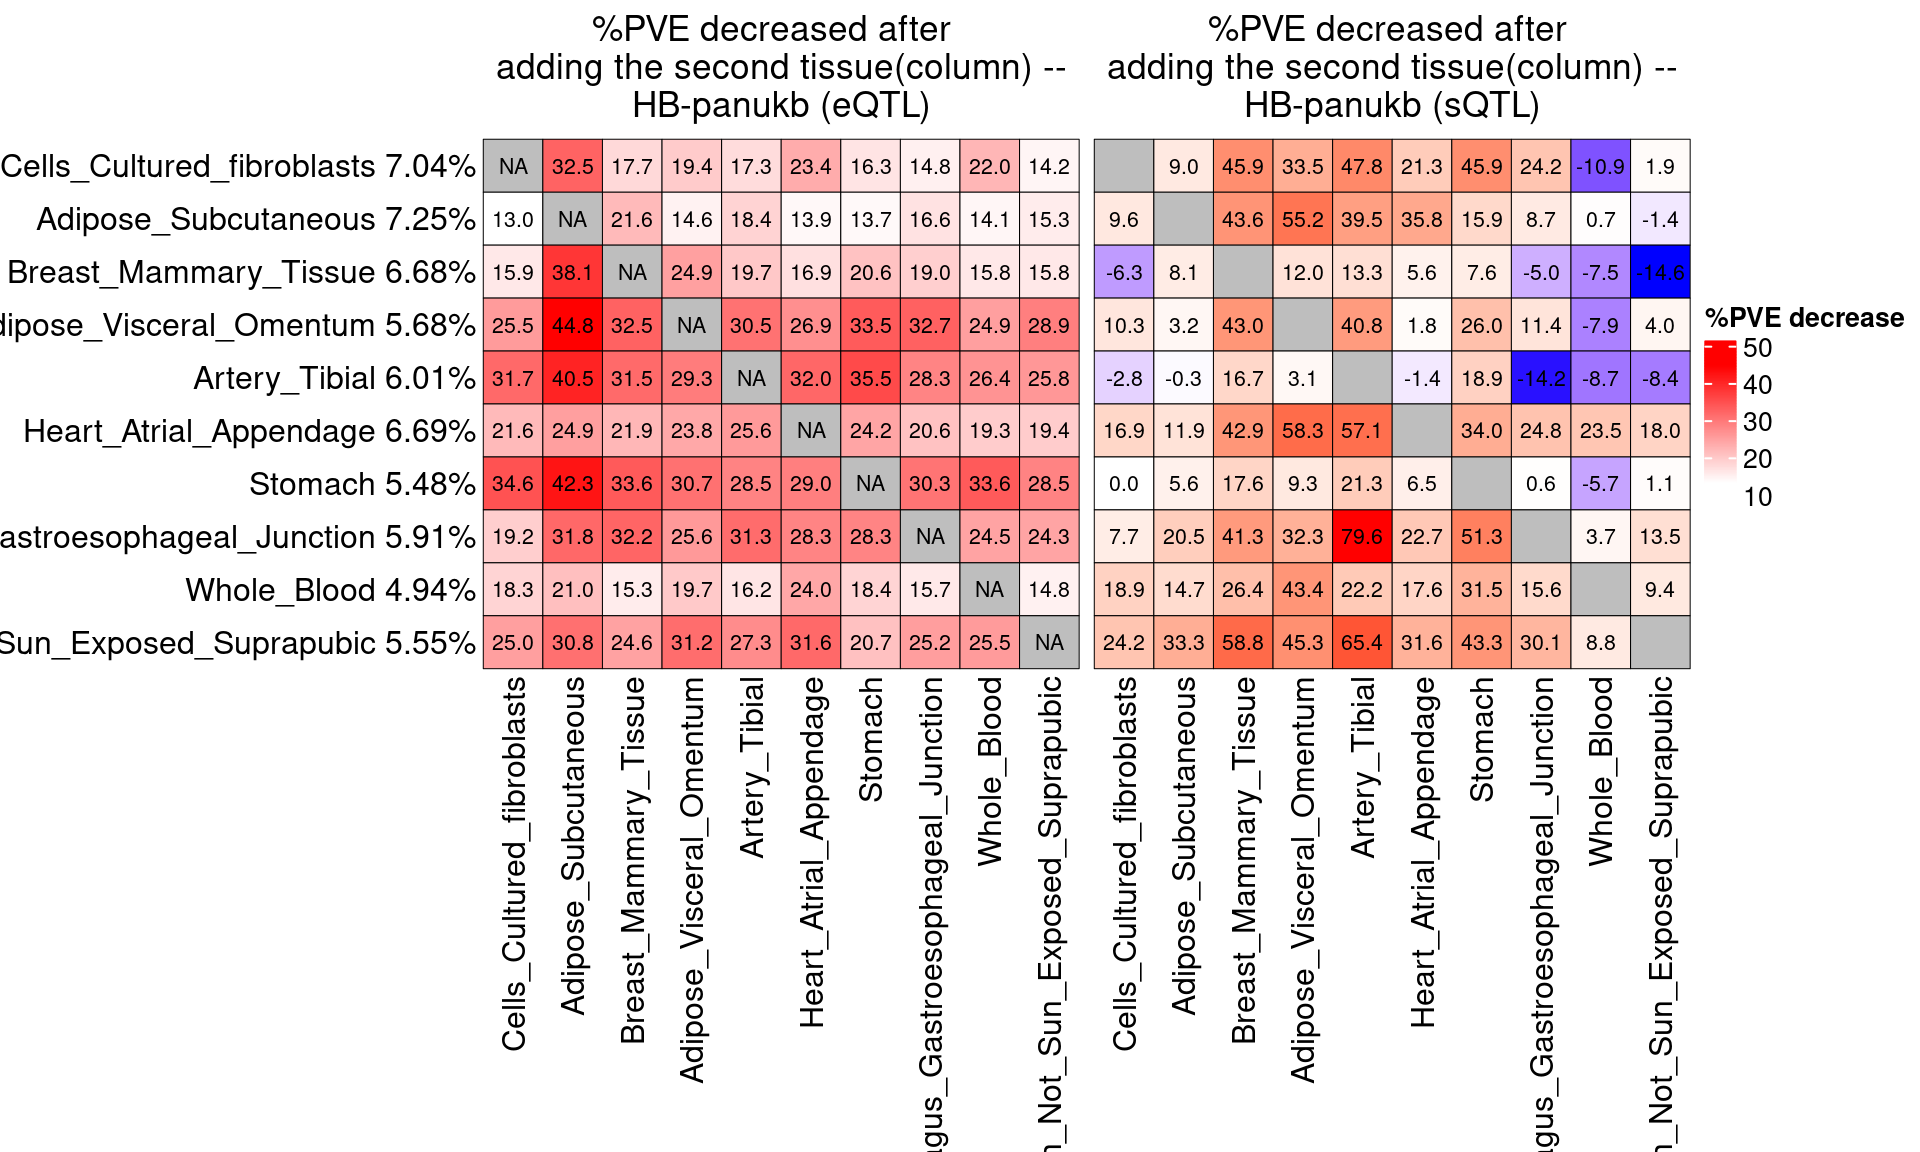 %PVE decreased after
adding the second tissue(column) --
HB-panukb (eQTL)
%PVE decreased after
adding the second tissue(column) --
HB-panukb (sQTL)
Cells_Cultured_fibroblasts 7.04% NA 32.5 17.7 19.4 17.3 23.4 16.3 14.8 22.0 14.2 9.0 45.9 33.5 47.8 21.3 45.9 24.2 -10.9 1.9
Adipose_Subcutaneous 7.25% 13.0 NA 21.6 14.6 18.4 13.9 13.7 16.6 14.1 15.3 9.6 43.6 55.2 39.5 35.8 15.9 8.7 0.7 -1.4
Breast_Mammary_Tissue 6.68% 15.9 38.1 NA 24.9 19.7 16.9 20.6 19.0 15.8 15.8 -6.3 8.1 12.0 13.3 5.6 7.6 -5.0 -7.5 -14.6
dipose_Visceral_Omentum 5.68% 25.5 44.8 32.5 NA 30.5 26.9 33.5 32.7 24.9 28.9 10.3 3.2 43.0 40.8 1.8 26.0 11.4 -7.9 4.0
Artery_Tibial 6.01% 31.7 40.5 31.5 29.3 NA 32.0 35.5 28.3 26.4 25.8 -2.8 -0.3 16.7 3.1 -1.4 18.9 -14.2 -8.7 -8.4
Heart_Atrial_Appendage 6.69% 21.6 24.9 21.9 23.8 25.6 NA 24.2 20.6 19.3 19.4 16.9 11.9 42.9 58.3 57.1 34.0 24.8 23.5 18.0
Stomach 5.48% 34.6 42.3 33.6 30.7 28.5 29.0 NA 30.3 33.6 28.5 0.0 5.6 17.6 9.3 21.3 6.5 0.6 -5.7 1.1
astroesophageal_Junction 5.91% 19.2 31.8 32.2 25.6 31.3 28.3 28.3 NA 24.5 24.3 7.7 20.5 41.3 32.3 79.6 22.7 51.3 3.7 13.5
Whole_Blood 4.94% 18.3 21.0 15.3 19.7 16.2 24.0 18.4 15.7 NA 14.8 18.9 14.7 26.4 43.4 22.2 17.6 31.5 15.6 9.4
Sun_Exposed_Suprapubic 5.55% 25.0 30.8 24.6 31.2 27.3 31.6 20.7 25.2 25.5 NA 24.2 33.3 58.8 45.3 65.4 31.6 43.3 30.1 8.8
Cells_Cultured_fibroblasts
Adipose_Subcutaneous
Breast_Mammary_Tissue
Adipose_Visceral_Omentum
Artery_Tibial
Heart_Atrial_Appendage
Stomach
agus_Gastroesophageal_Junction
Whole_Blood
n_Not_Sun_Exposed_Suprapubic
Cells_Cultured_fibroblasts
Adipose_Subcutaneous
Breast_Mammary_Tissue
Adipose_Visceral_Omentum
Artery_Tibial
Heart_Atrial_Appendage
Stomach
agus_Gastroesophageal_Junction
Whole_Blood
n_Not_Sun_Exposed_Suprapubic
%PVE decrease
50
40
30
20
10